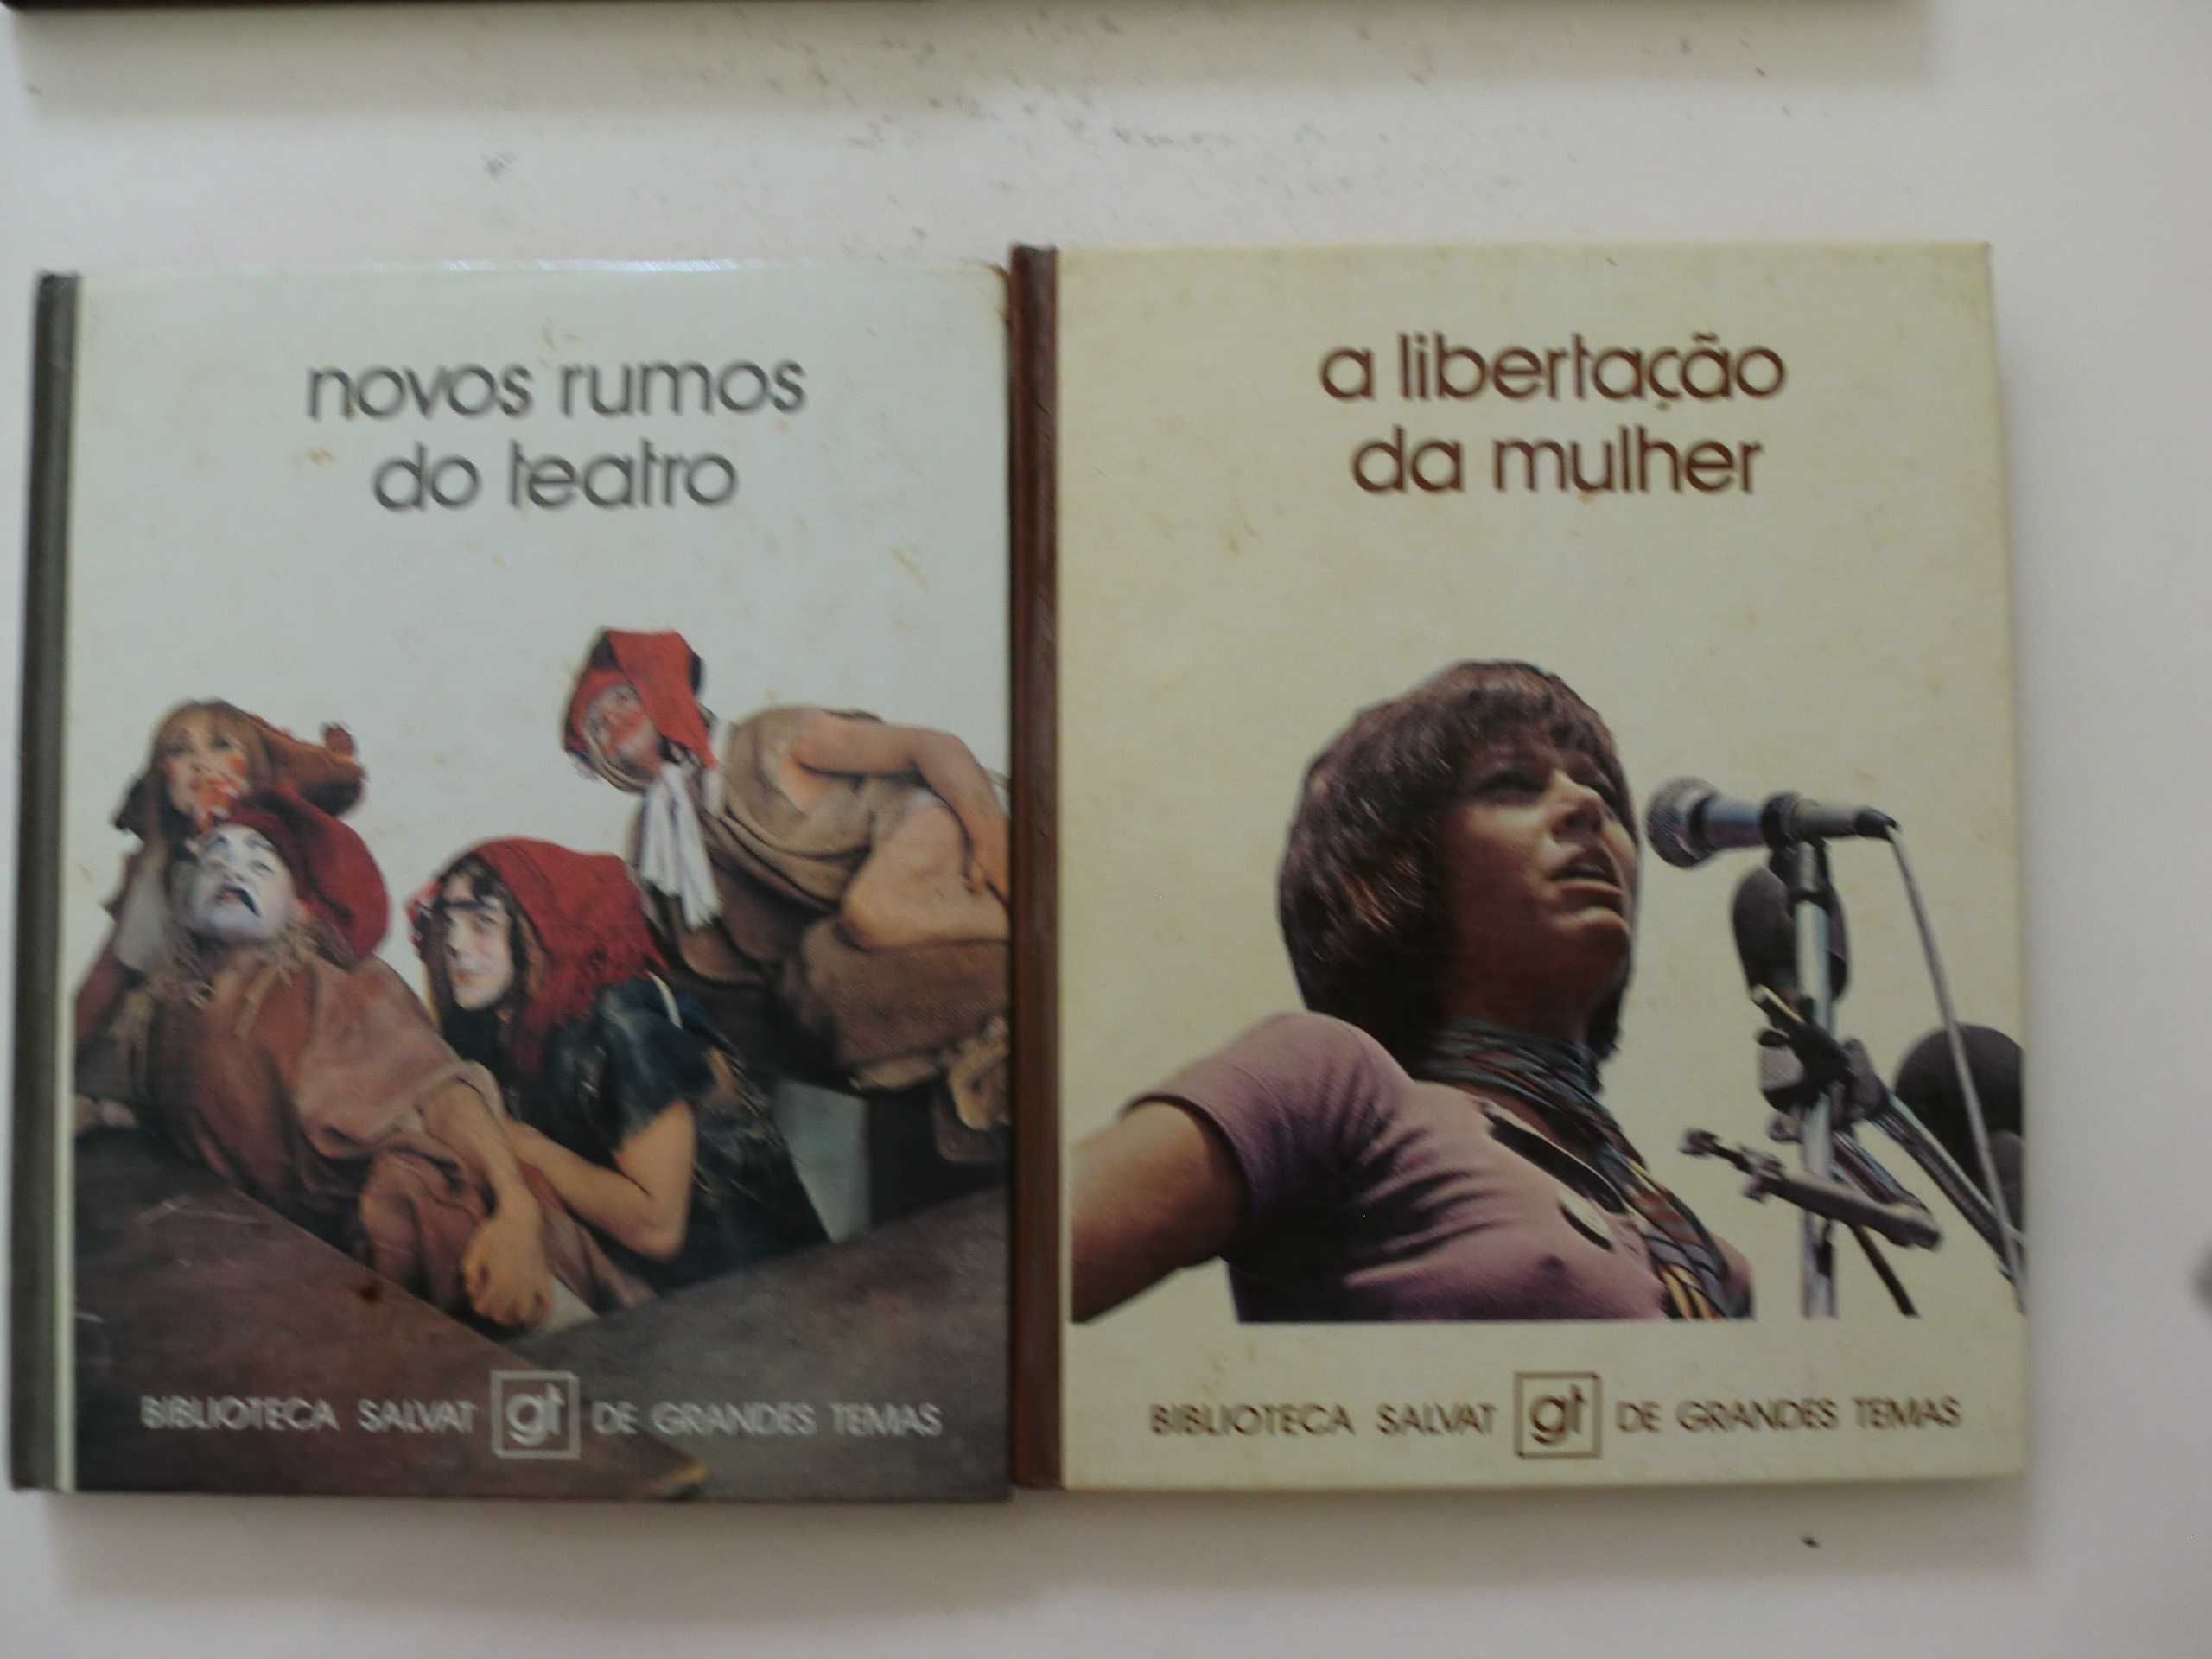 novos rumos
do teatro
BIBLIOTECA SALVAT gt DE GRANDES TEMAS
a libertação
da mulher
BIBLIOTECA SALVAT gt DE GRANDES TEMAS